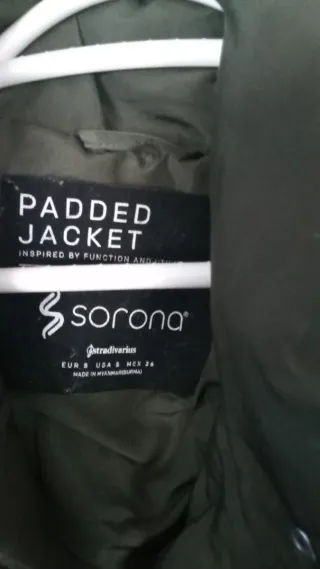 PADDED
JACKET
INSPIRED BY FUNCTION AND
sorona®
stradivarius
EUR S USA S MEX 26
MADE IN MYANMAR(BURMA)